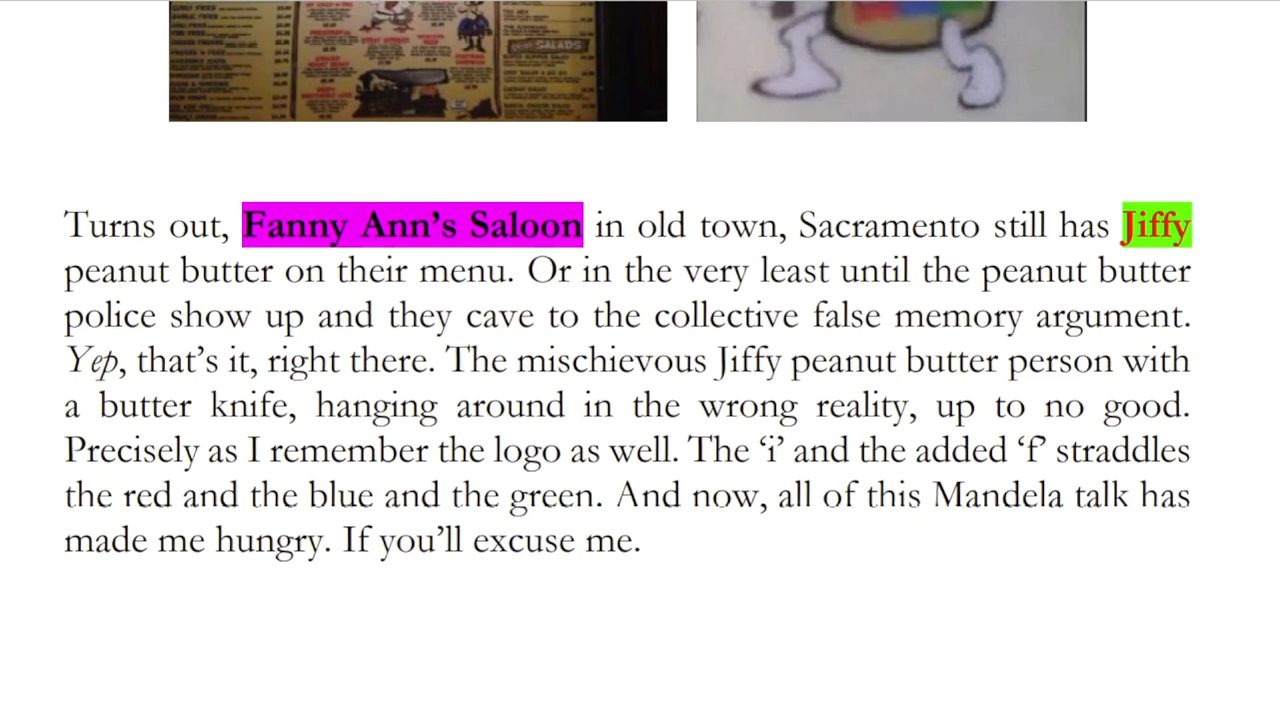 GREAT SALADS
Turns out, Fanny Ann’s Saloon in old town, Sacramento still has Jiffy
peanut butter on their menu. Or in the very least until the peanut butter
police show up and they cave to the collective false memory argument.
Yep, that’s it, right there. The mischievous Jiffy peanut butter person with
a butter knife, hanging around in the wrong reality, up to no good.
Precisely as I remember the logo as well. The ‘i’ and the added ‘f’ straddles
the red and the blue and the green. And now, all of this Mandela talk has
made me hungry. If you’ll excuse me.